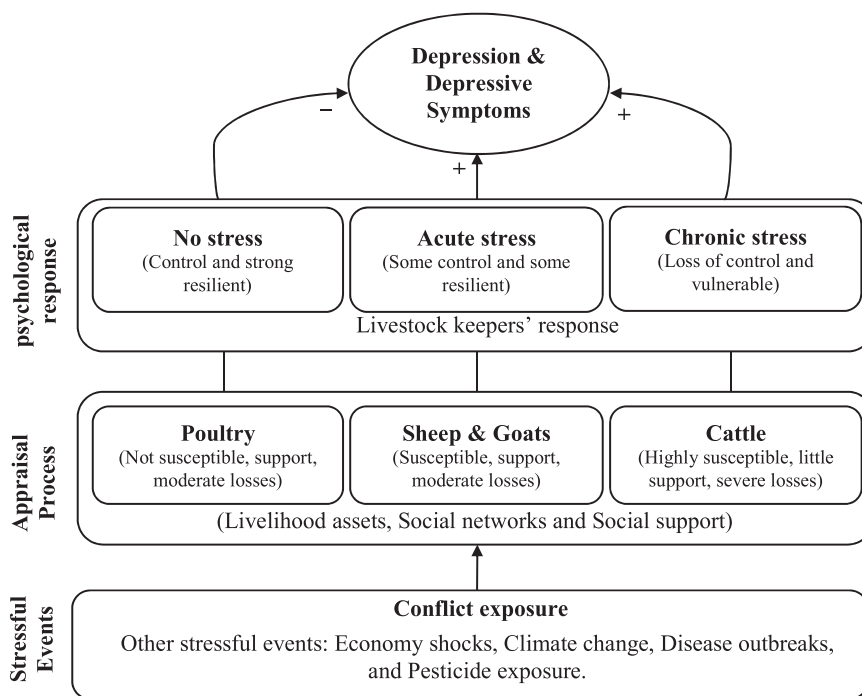 Depression &
Depressive
Symptoms
−
+
+
psychological
response
No stress
(Control and strong
resilient)
Acute stress
(Some control and some
resilient)
Chronic stress
(Loss of control and
vulnerable)
Livestock keepers’ response
Appraisal
Process
Poultry
(Not susceptible, support,
moderate losses)
Sheep & Goats
(Susceptible, support,
moderate losses)
Cattle
(Highly susceptible, little
support, severe losses)
(Livelihood assets, Social networks and Social support)
Stressful
Events
Conflict exposure
Other stressful events: Economy shocks, Climate change, Disease outbreaks,
and Pesticide exposure.